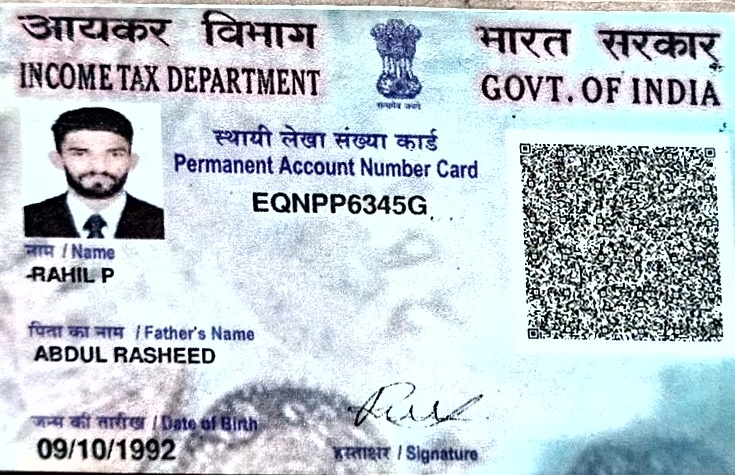 आयकर विभाग
INCOME TAX DEPARTMENT
भारत सरकार
GOVT. OF INDIA
सत्यमेव जयते
स्थायी लेखा संख्या कार्ड
Permanent Account Number Card
EQNPP6345G
नाम / Name
RAHIL P
पिता का नाम / Father's Name
ABDUL RASHEED
जन्म की तारीख / Date of Birth
09/10/1992
हस्ताक्षर / Signature